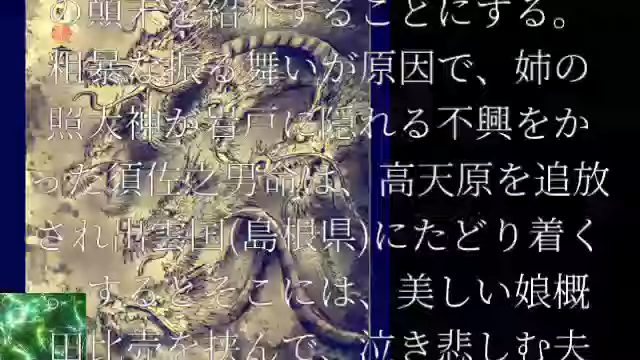 の顛末を紹介することにする。
粗暴な振る舞いが原因で、姉の
照大神が岩戸に隠れる不興をか
った須佐之男命は、高天原を追放
され出雲国(島根県)にたどり着く
。するとそこには、美しい娘櫛
田比売を挟んで、泣き悲しむ夫